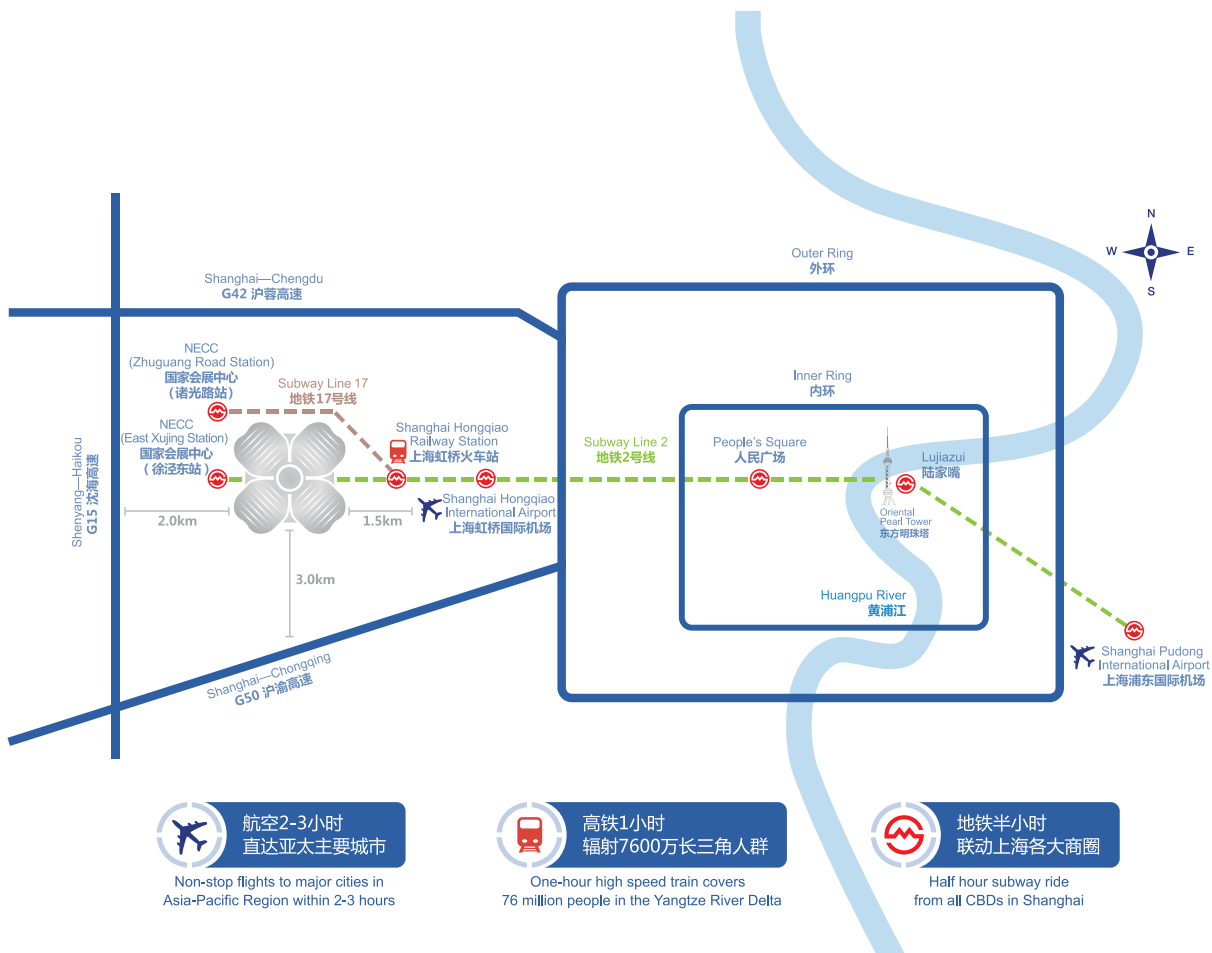 N
W
E
S
Outer Ring
外环
Shanghai—Chengdu
G42 沪蓉高速
NECC
(Zhuguang Road Station)
国家会展中心
（诸光路站）
Subway Line 17
地铁17号线
Inner Ring
内环
NECC
(East Xujing Station)
国家会展中心
（徐泾东站）
Shanghai Hongqiao
Railway Station
上海虹桥火车站
Subway Line 2
地铁2号线
People's Square
人民广场
Lujiazui
陆家嘴
Shenyang—Haikou
G15 沈海高速
2.0km
1.5km
Shanghai Hongqiao
International Airport
上海虹桥国际机场
Oriental
Pearl Tower
东方明珠塔
3.0km
Huangpu River
黄浦江
Shanghai—Chongqing
G50 沪渝高速
Shanghai Pudong
International Airport
上海浦东国际机场
航空2-3小时
直达亚太主要城市
Non-stop flights to major cities in
Asia-Pacific Region within 2-3 hours
高铁1小时
辐射7600万长三角人群
One-hour high speed train covers
76 million people in the Yangtze River Delta
地铁半小时
联动上海各大商圈
Half hour subway ride
from all CBDs in Shanghai